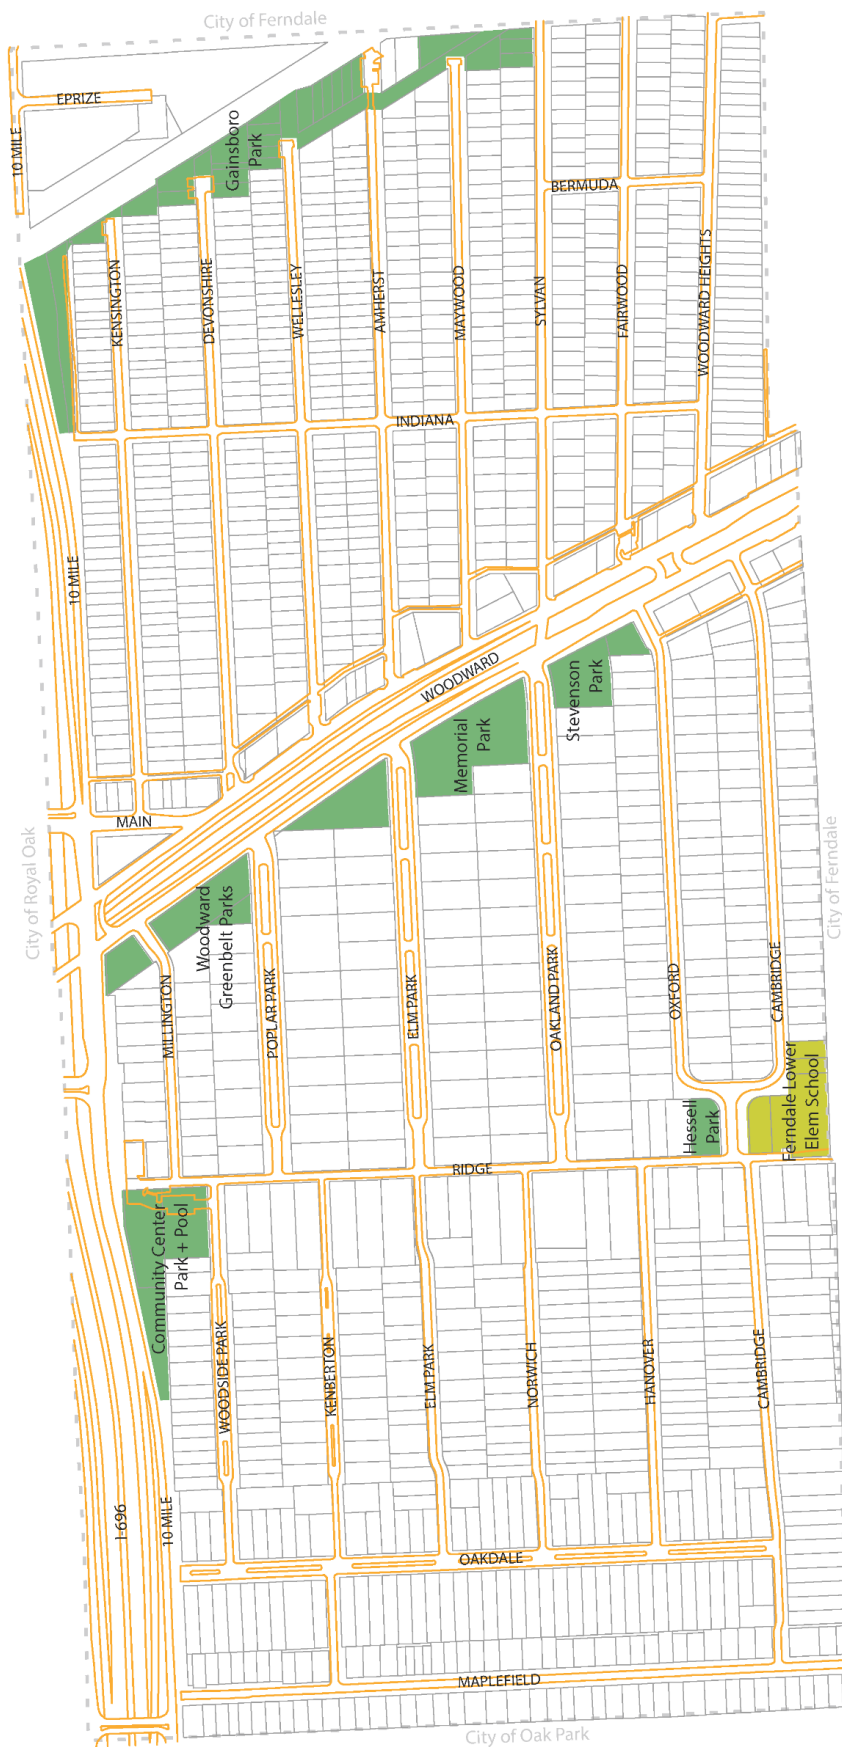 City of Ferndale
EPRIZE
10 MILE
Gainsboro
Park
BERMUDA
KENSINGTON
DEVONSHIRE
WELLESLEY
AMHERST
MAYWOOD
SYLVAN
FAIRWOOD
WOODWARD HEIGHTS
INDIANA
10 MILE
WOODWARD
Stevenson
Park
Memorial
Park
MAIN
City of Royal Oak
City of Ferndale
Woodward
Greenbelt Parks
MILLINGTON
POPLAR PARK
ELM PARK
OAKLAND PARK
OXFORD
CAMBRIDGE
Hessell
Park
Ferndale Lower
Elem School
RIDGE
Community Center
Park + Pool
WOODSIDE PARK
KENBERTON
ELM PARK
NORWICH
HANOVER
CAMBRIDGE
I-696
10 MILE
OAKDALE
MAPLEFIELD
City of Oak Park